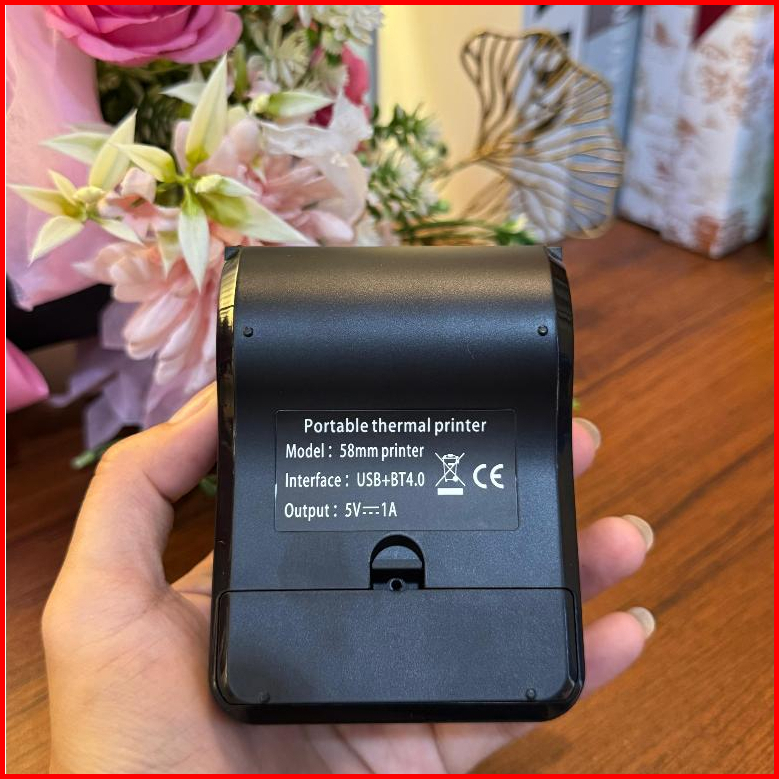 Portable thermal printer
Model : 58mm printer
Interface : USB+BT4.0
Output : 5V⎓1A
CE